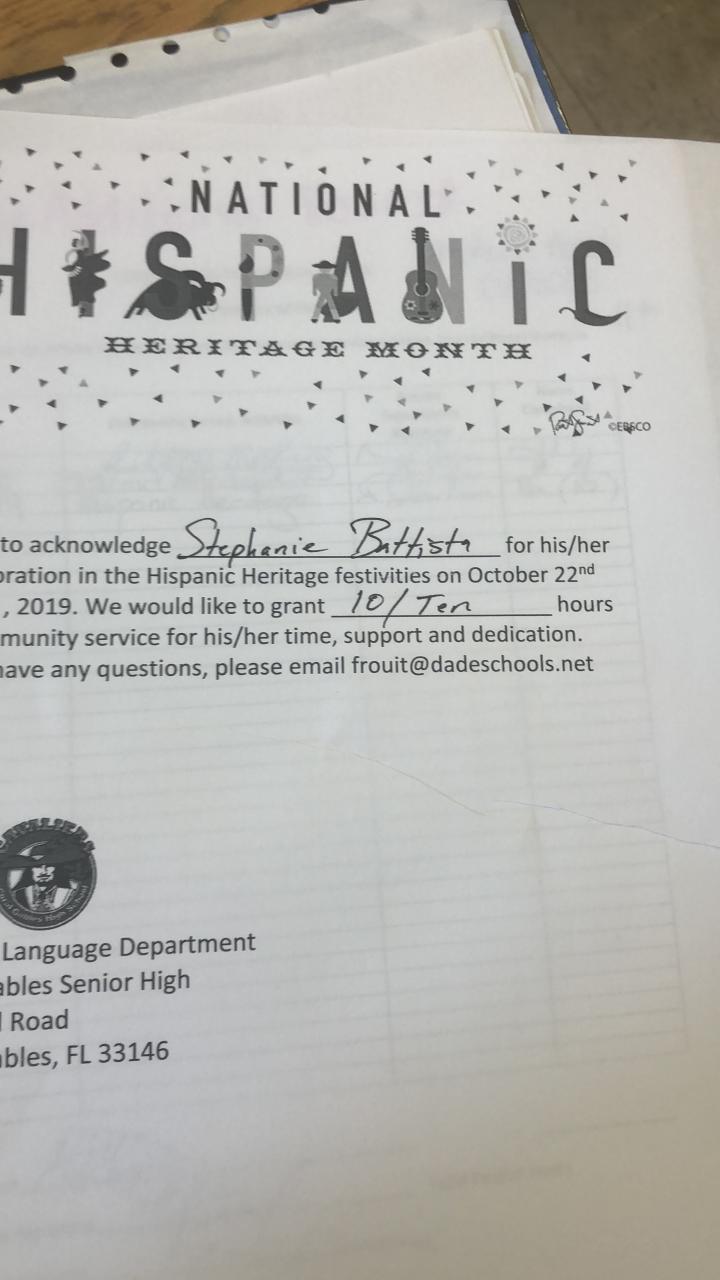 NATIONAL
HISPANIC
HERITAGE MONTH
©EBSCO
to acknowledge Stephanie Battista for his/her
oration in the Hispanic Heritage festivities on October 22nd
, 2019. We would like to grant 10/Ten hours
munity service for his/her time, support and dedication.
have any questions, please email frouit@dadeschools.net
CAVALIERS
Language Department
ables Senior High
l Road
ables, FL 33146